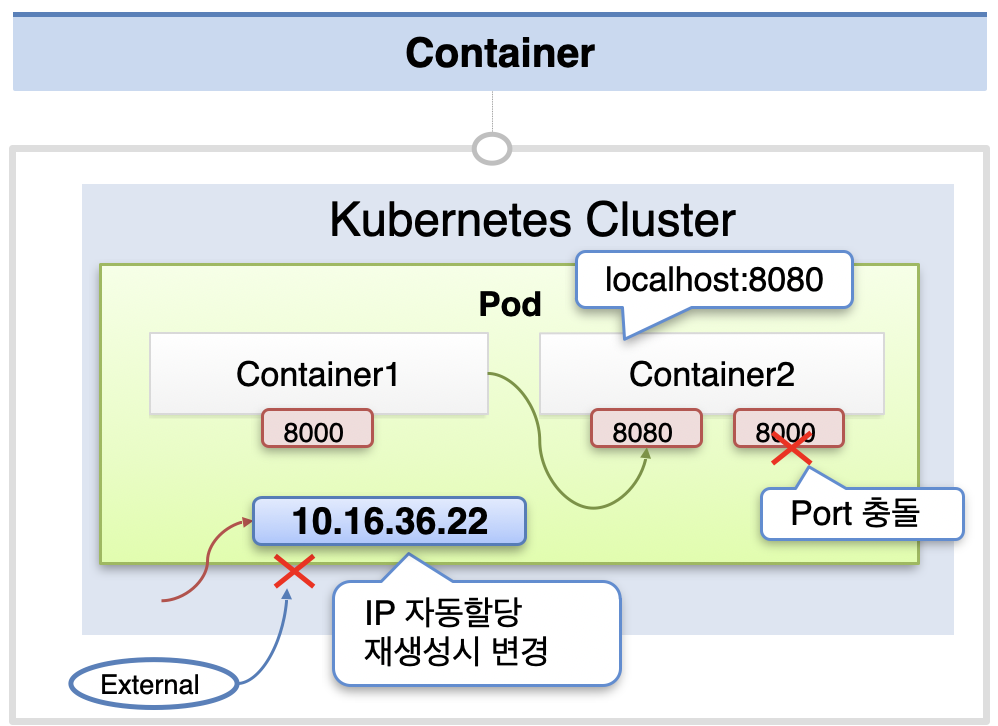 Container
Kubernetes Cluster
localhost:8080
Pod
Container1
Container2
8000
8080
8000
Port 충돌
10.16.36.22
IP 자동할당
재생성시 변경
External